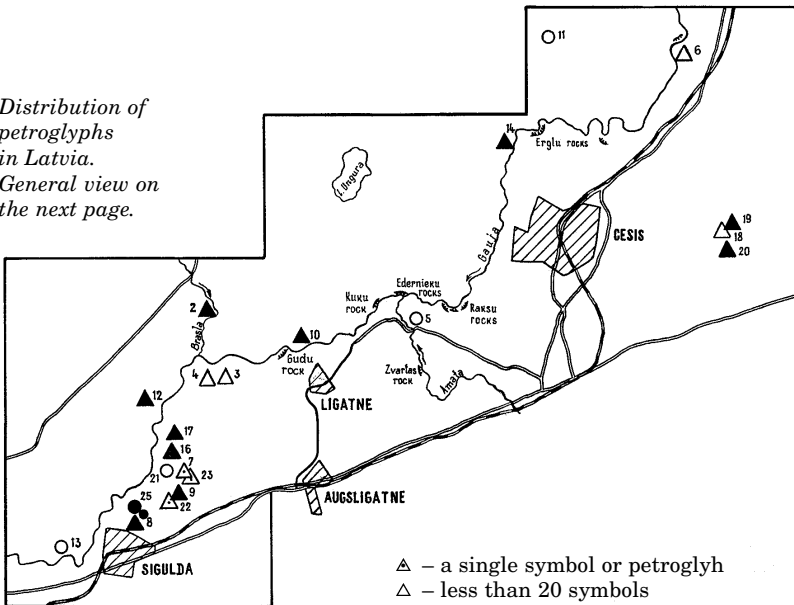 Distribution of
petroglyphs
in Latvia.
General view on
the next page.
11
6
14
Erglu rocks
l. Ungura
19
18
20
CESIS
Gauja
Edernieku
rocks
Kuku
rock
Raksu
rocks
5
2
Brasla
10
Gudu
rock
Zvartas
rock
Amata
4 3
12
LIGATNE
17
16
21 7
23
9
22
25
8
AUGSLIGATNE
13
SIGULDA
– a single symbol or petroglyh
– less than 20 symbols